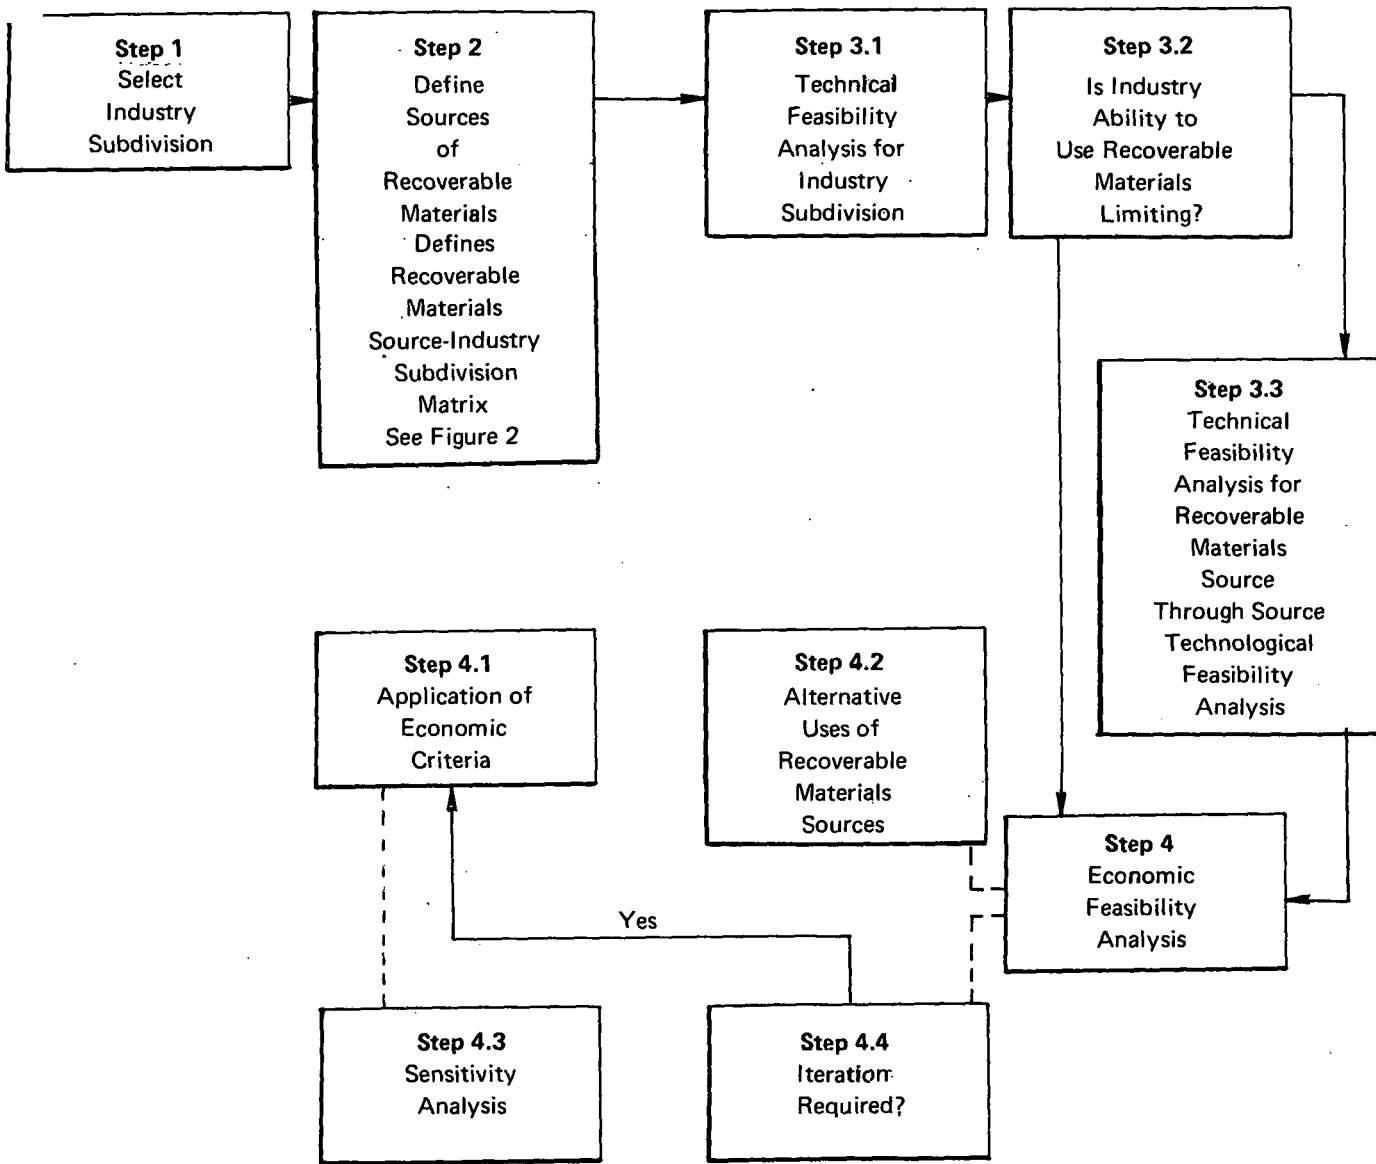 Step 1
Select
Industry
Subdivision
Step 2
Define
Sources
of
Recoverable
Materials
Defines
Recoverable
Materials
Source-Industry
Subdivision
Matrix
See Figure 2
Step 3.1
Technical
Feasibility
Analysis for
Industry
Subdivision
Step 3.2
Is Industry
Ability to
Use Recoverable
Materials
Limiting?
Step 3.3
Technical
Feasibility
Analysis for
Recoverable
Materials
Source
Through Source
Technological
Feasibility
Analysis
Step 4.1
Application of
Economic
Criteria
Step 4.2
Alternative
Uses of
Recoverable
Materials
Sources
Step 4
Economic
Feasibility
Analysis
Yes
Step 4.3
Sensitivity
Analysis
Step 4.4
Iteration
Required?